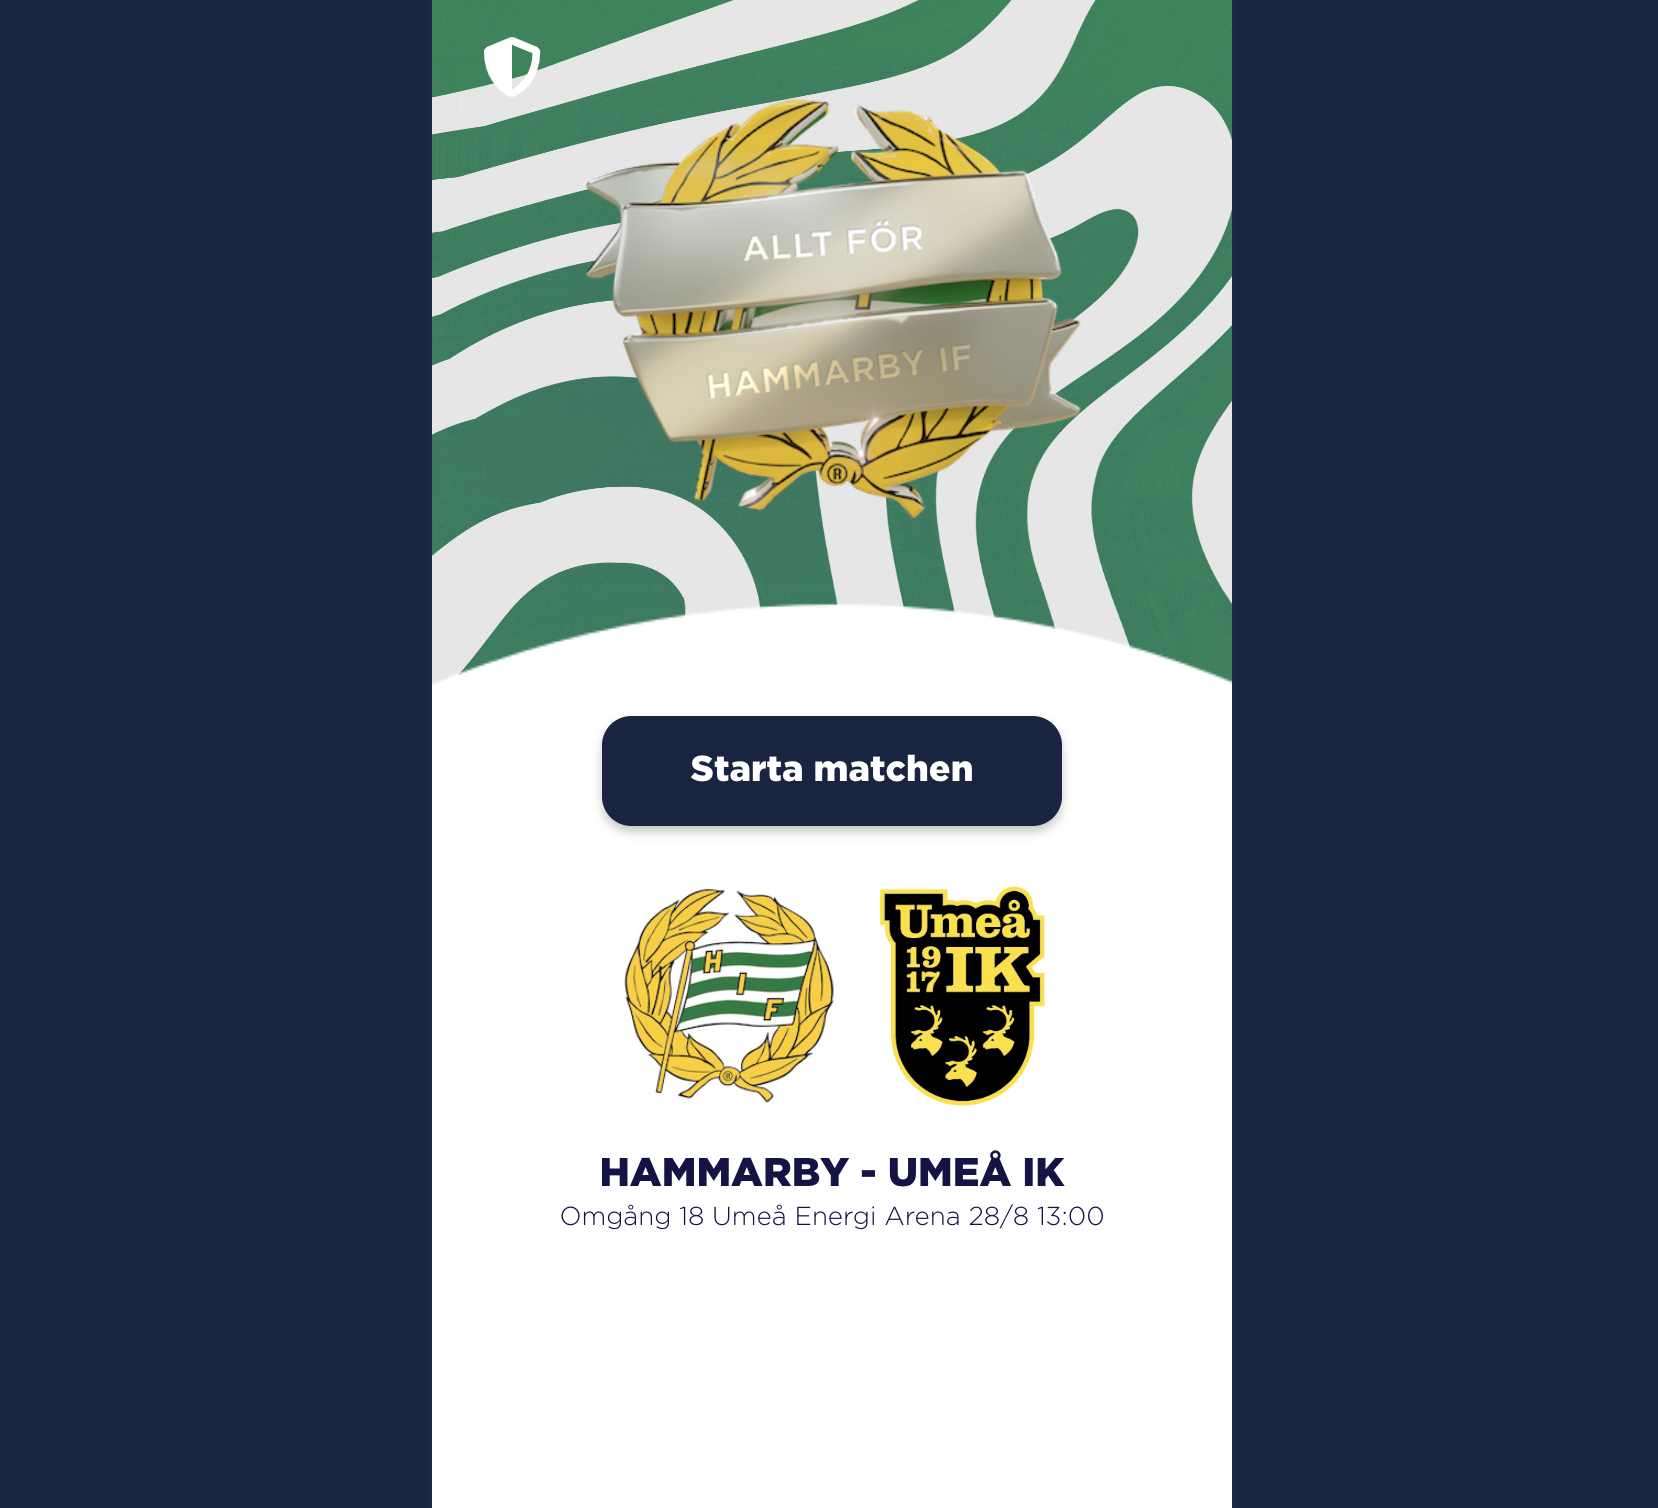 ALLT FÖR
HAMMARBY IF
®
Starta matchen
H
I
F
®
Umeå
19 IK
17
HAMMARBY - UMEÅ IK
Omgång 18 Umeå Energi Arena 28/8 13:00